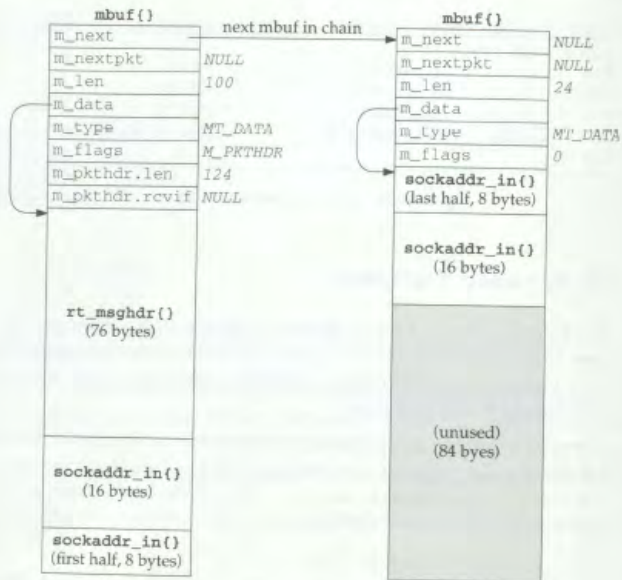 mbuf{}
m_next
m_nextpkt NULL
m_len 100
m_data
m_type MT_DATA
m_flags M_PKTHDR
m_pkthdr.len 124
m_pkthdr.rcvif NULL
rt_msghdr{}
(76 bytes)
sockaddr_in{}
(16 bytes)
sockaddr_in{}
(first half, 8 bytes)
next mbuf in chain
mbuf{}
m_next NULL
m_nextpkt NULL
m_len 24
m_data
m_type MT_DATA
m_flags 0
sockaddr_in{}
(last half, 8 bytes)
sockaddr_in{}
(16 bytes)
(unused)
(84 byes)